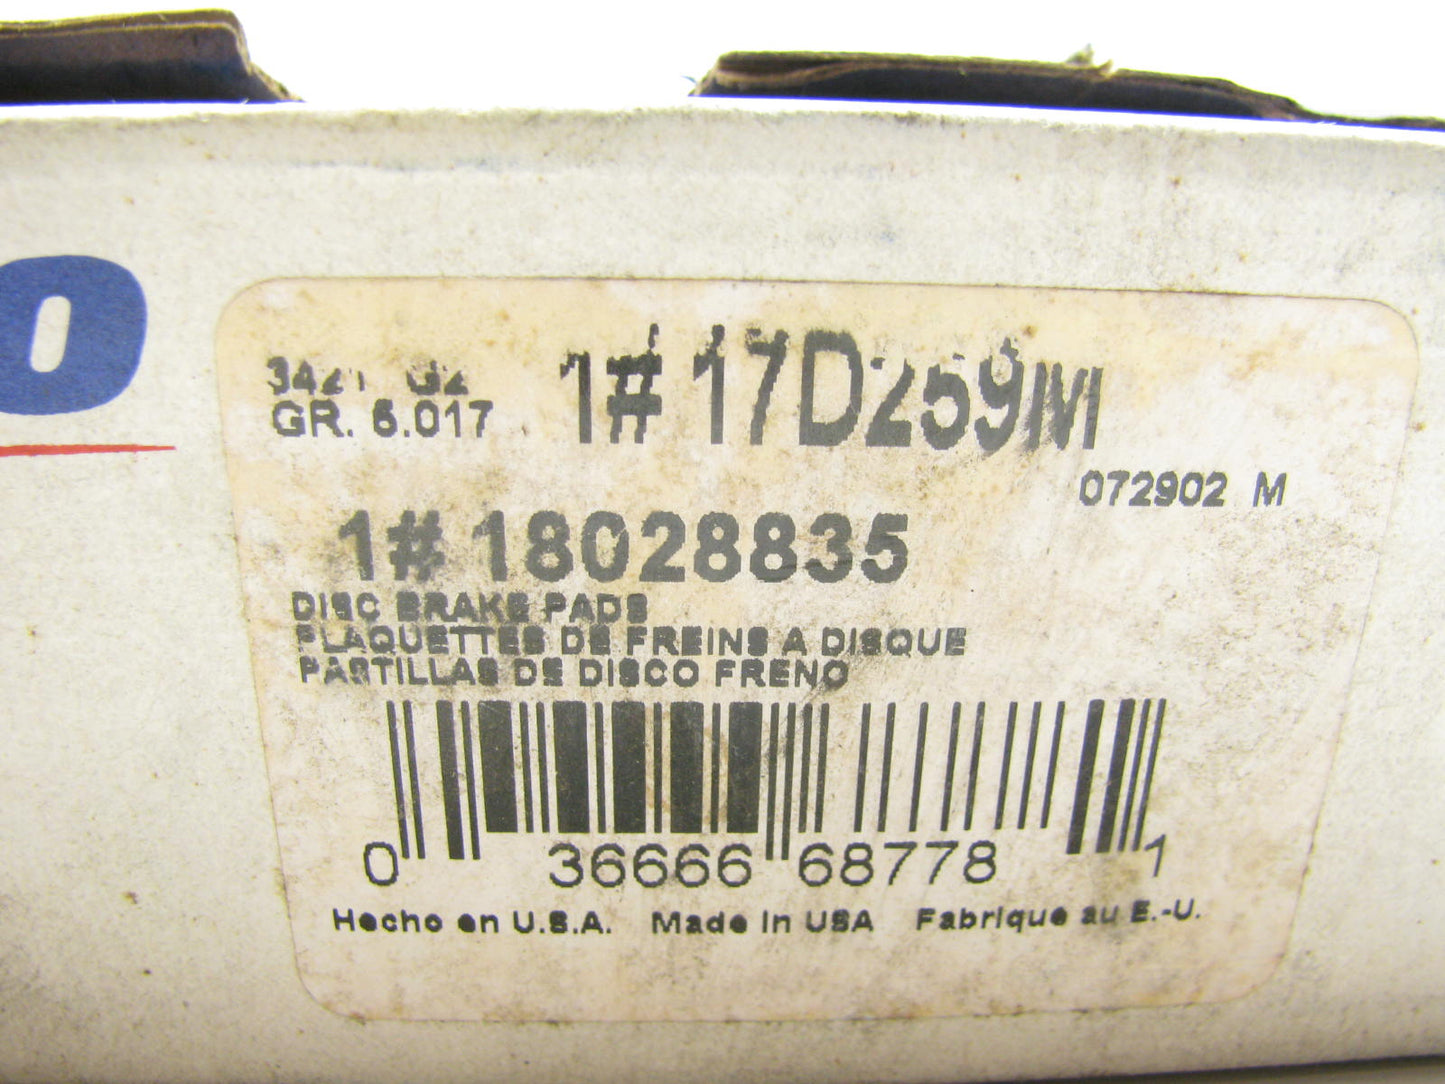 O
1# 17D259M
GR. 5.017
072902 M
1# 18028835
DISC BRAKE PADS
PLAQUETTES DE FREINS A DISQUE
PASTILLAS DE DISCO FRENO
0 36666 68778 1
Hecho en U.S.A. Made in USA Fabrique au E.-U.